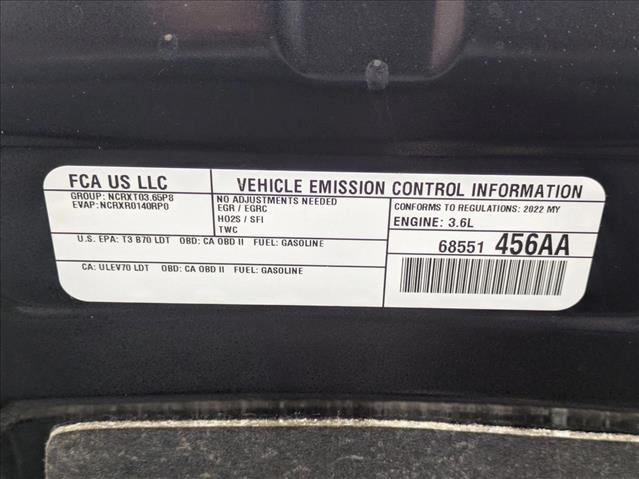 FCA US LLC
VEHICLE EMISSION CONTROL INFORMATION
GROUP: NCRXT03.65P8
EVAP: NCRXR0140RP0
NO ADJUSTMENTS NEEDED
EGR / EGRC
HO2S / SFI
TWC
CONFORMS TO REGULATIONS: 2022 MY
ENGINE: 3.6L
U.S. EPA: T3 B70 LDT OBD: CA OBD II FUEL: GASOLINE
68551 456AA
CA: ULEV70 LDT OBD: CA OBD II FUEL: GASOLINE